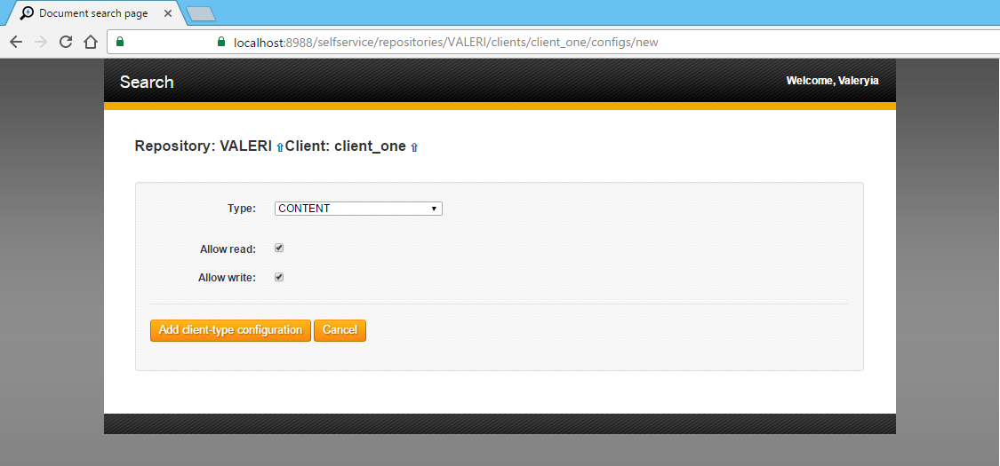 Document search page
localhost:8988/selfservice/repositories/VALERI/clients/client_one/configs/new
Search
Welcome, Valeryia
Repository: VALERI ⇧Client: client_one ⇧
Type: CONTENT
Allow read:
Allow write:
Add client-type configuration Cancel